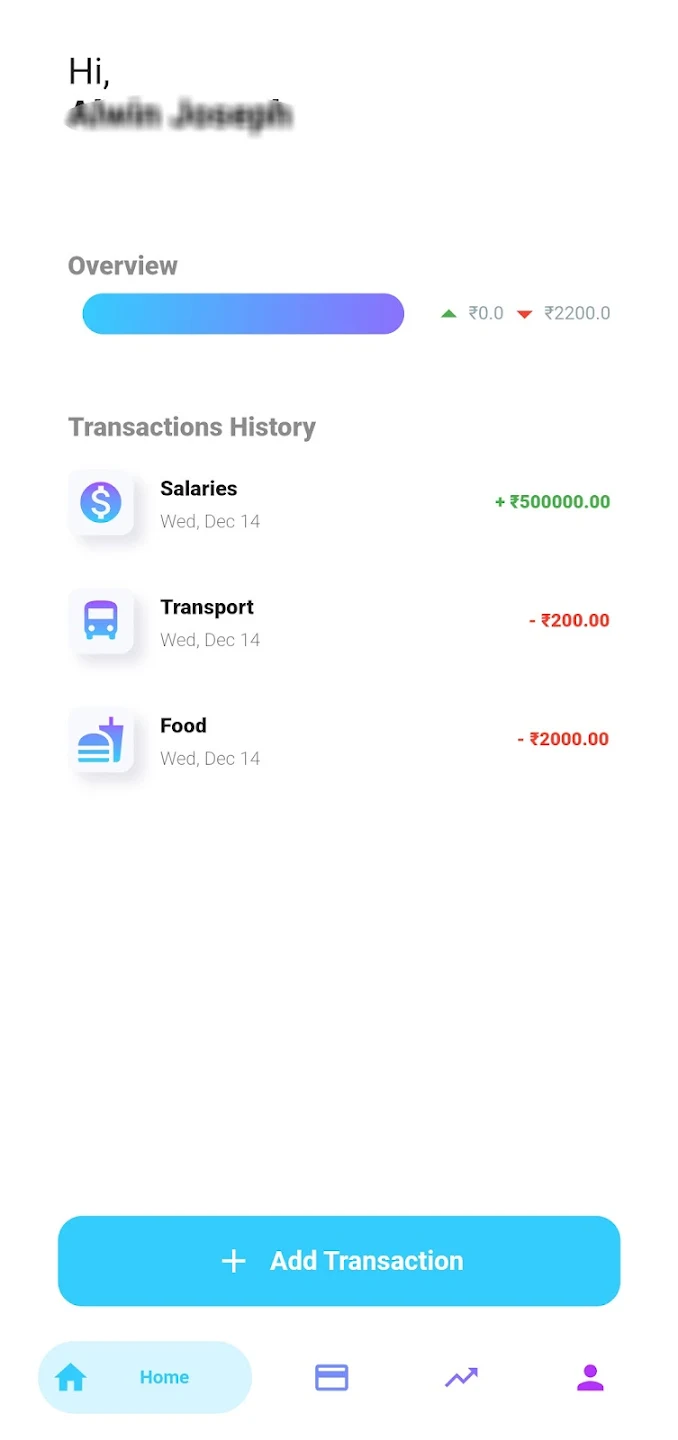 Hi,
Overview
₹0.0 ₹2200.0
Transactions History
Salaries
Wed, Dec 14
+ ₹500000.00
Transport
Wed, Dec 14
- ₹200.00
Food
Wed, Dec 14
- ₹2000.00
Add Transaction
Home